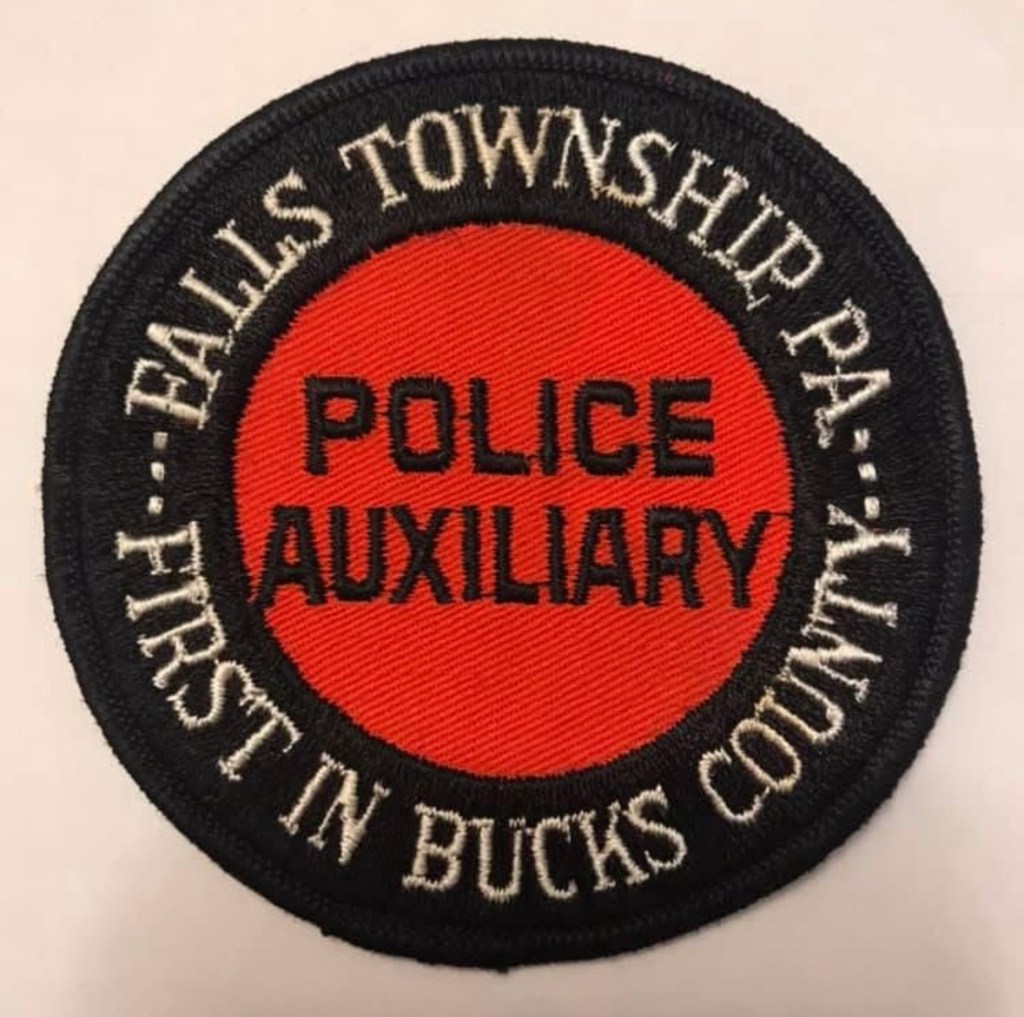 FALLS TOWNSHIP PA
POLICE
AUXILIARY
FIRST IN BUCKS COUNTY